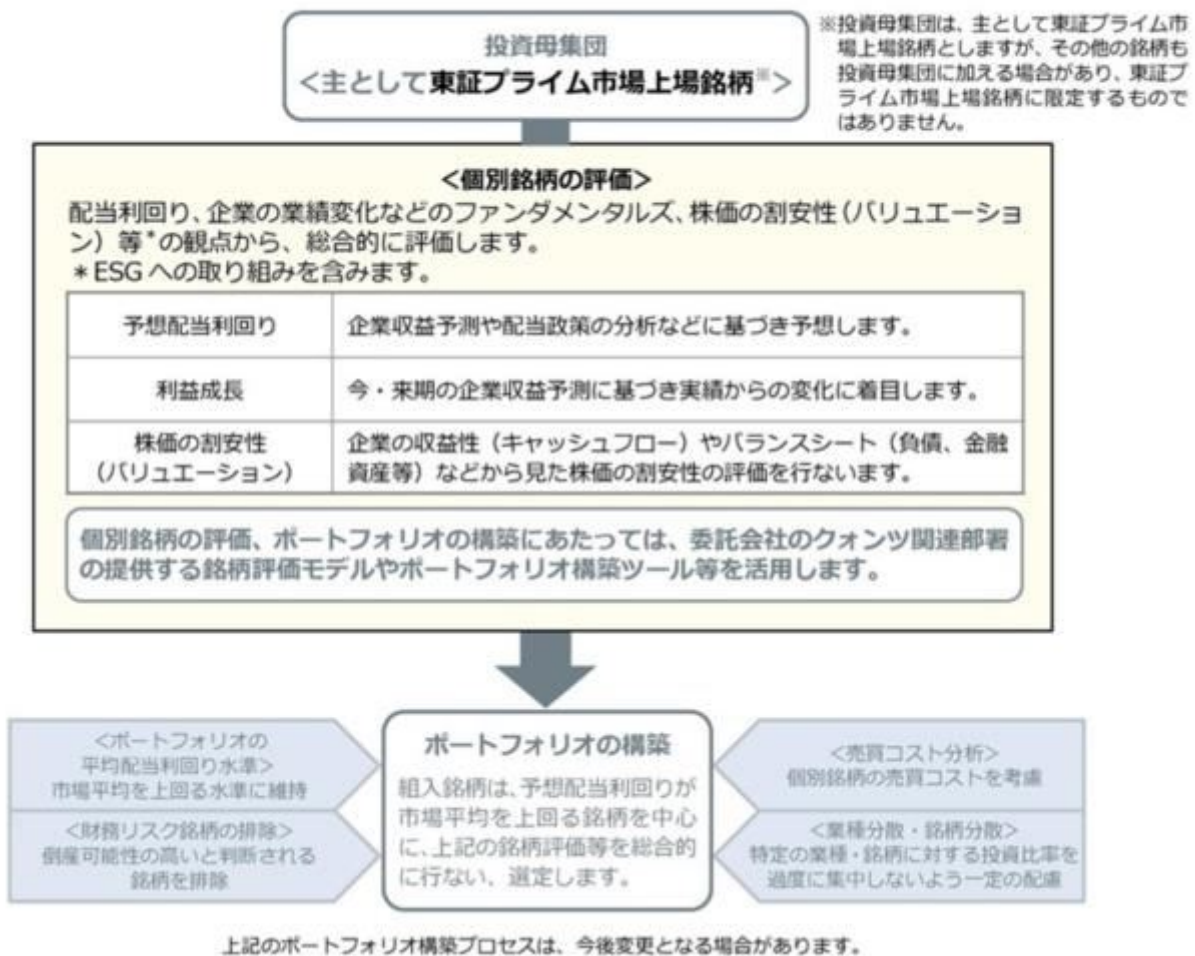 投資母集団
<主として東証プライム市場上場銘柄※>
※投資母集団は、主として東証プライム市
場上場銘柄としますが、その他の銘柄も
投資母集団に加える場合があり、東証プ
ライム市場上場銘柄に限定するもので
はありません。
<個別銘柄の評価>
配当利回り、企業の業績変化などのファンダメンタルズ、株価の割安性(バリュエーショ
ン)等*の観点から、総合的に評価します。
*ESGへの取り組みを含みます。
予想配当利回り
企業収益予測や配当政策の分析などに基づき予想します。
利益成長
今・来期の企業収益予測に基づき実績からの変化に着目します。
株価の割安性
(バリュエーション)
企業の収益性(キャッシュフロー)やバランスシート(負債、金融
資産等)などから見た株価の割安性の評価を行ないます。
個別銘柄の評価、ポートフォリオの構築にあたっては、委託会社のクォンツ関連部署
の提供する銘柄評価モデルやポートフォリオ構築ツール等を活用します。
<ポートフォリオの
平均配当利回り水準>
市場平均を上回る水準に維持
<財務リスク銘柄の排除>
倒産可能性の高いと判断される
銘柄を排除
ポートフォリオの構築
組入銘柄は、予想配当利回りが
市場平均を上回る銘柄を中心
に、上記の銘柄評価等を総合的
に行ない、選定します。
<売買コスト分析>
個別銘柄の売買コストを考慮
<業種分散・銘柄分散>
特定の業種・銘柄に対する投資比率を
過度に集中しないよう一定の配慮
上記のポートフォリオ構築プロセスは、今後変更となる場合があります。